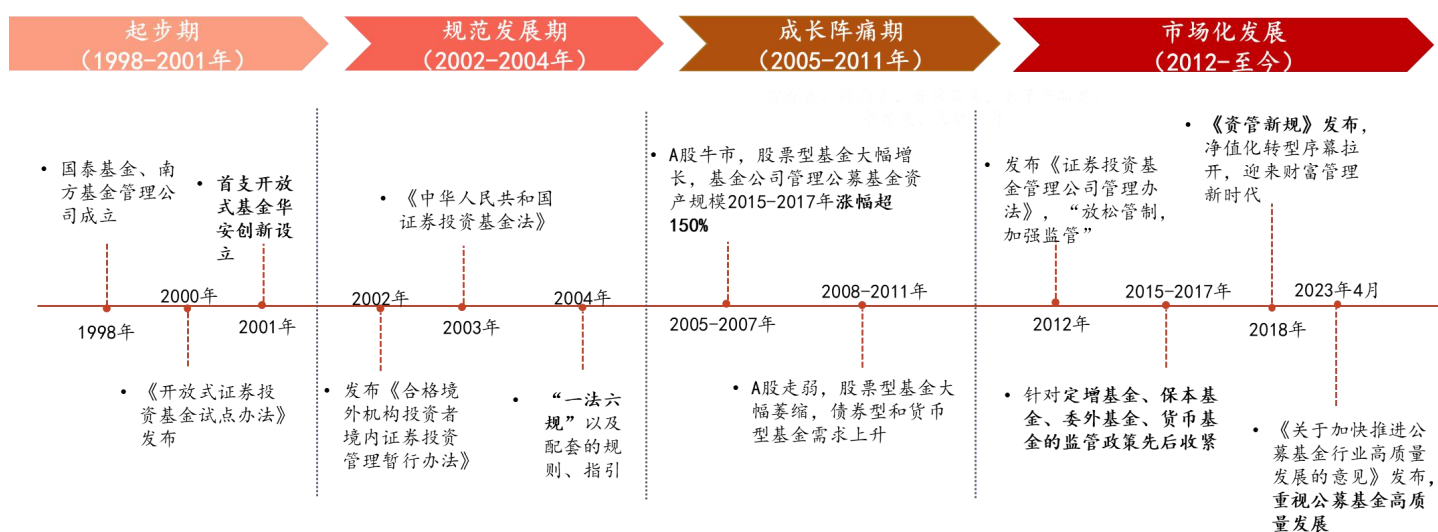 起步期
（1998-2001年）
规范发展期
（2002-2004年）
成长阵痛期
（2005-2011年）
市场化发展
（2012-至今）
• 国泰基金、南
方基金管理公
司成立
• 首支开放
式基金华
安创新设
立
• 《中华人民共和国
证券投资基金法》
• A股牛市，股票型基金大幅增
长，基金公司管理公募基金资
产规模2015-2017年涨幅超
150%
• 发布《证券投资基
金管理公司管理办
法》，“放松管制，
加强监管”
• 《资管新规》发布，
净值化转型序幕拉
开，迎来财富管理
新时代
1998年
2000年
2001年
2002年
2003年
2004年
2005-2007年
2008-2011年
2012年
2015-2017年
2018年
2023年4月
• 《开放式证券投
资基金试点办法》
发布
• 发布《合格境
外机构投资者
境内证券投资
管理暂行办法》
• “一法六
规”以及
配套的规
则、指引
• A股走弱，股票型基金大
幅萎缩，债券型和货币
型基金需求上升
• 针对定增基金、保本基
金、委外基金、货币基
金的监管政策先后收紧
• 《关于加快推进公
募基金行业高质量
发展的意见》发布，
重视公募基金高质
量发展